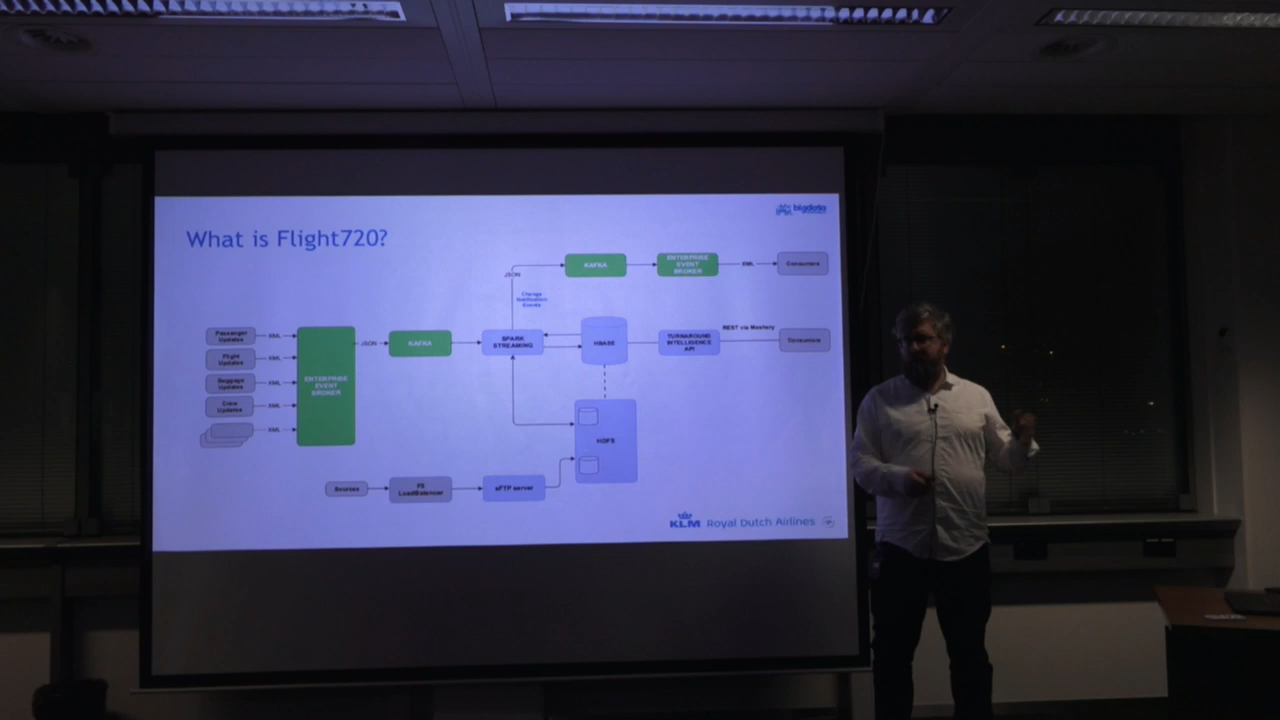 bigdata
What is Flight720?
KAFKA
ENTERPRISE
EVENT
BROKER
XML
Consumers
JSON
Change
Notification
Events
Passenger
Updates
XML
Flight
Updates
XML
Baggage
Updates
XML
Crew
Updates
XML
XML
ENTERPRISE
EVENT
BROKER
JSON
KAFKA
SPARK
STREAMING
HBASE
TURNAROUND
INTELLIGENCE
API
REST via Mashery
Consumers
HDFS
Sources
F5
LoadBalancer
sFTP server
KLM Royal Dutch Airlines